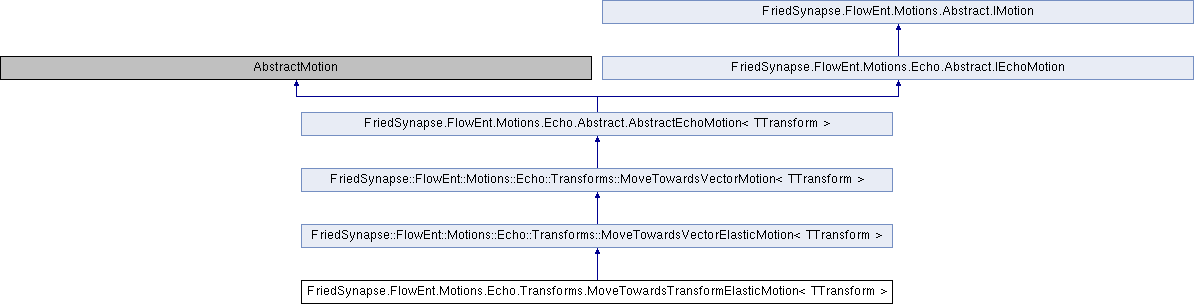 FriedSynapse.FlowEnt.Motions.Abstract.IMotion
AbstractMotion
FriedSynapse.FlowEnt.Motions.Echo.Abstract.IEchoMotion
FriedSynapse.FlowEnt.Motions.Echo.Abstract.AbstractEchoMotion< TTransform >
FriedSynapse::FlowEnt::Motions::Echo::Transforms::MoveTowardsVectorMotion< TTransform >
FriedSynapse::FlowEnt::Motions::Echo::Transforms::MoveTowardsVectorElasticMotion< TTransform >
FriedSynapse.FlowEnt.Motions.Echo.Transforms.MoveTowardsTransformElasticMotion< TTransform >